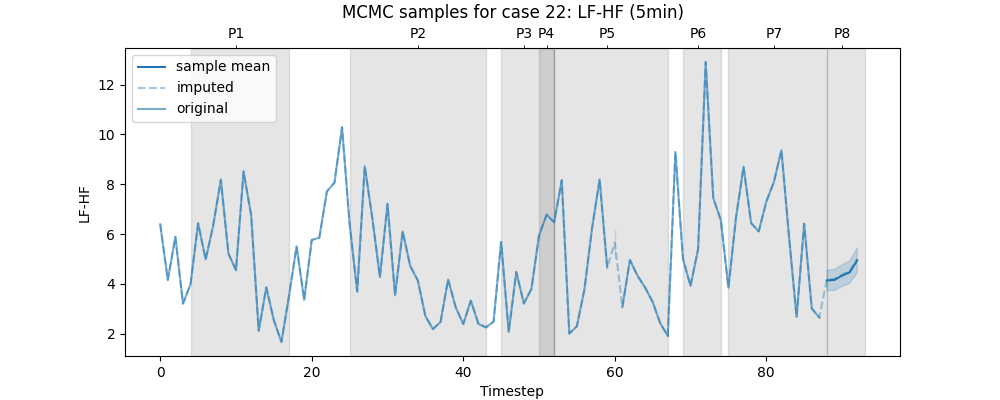 MCMC samples for case 22: LF-HF (5min)
P1 P2 P3 P4 P5 P6 P7 P8
sample mean
imputed
original
12
10
8
6
4
2
LF-HF
0 20 40 60 80
Timestep